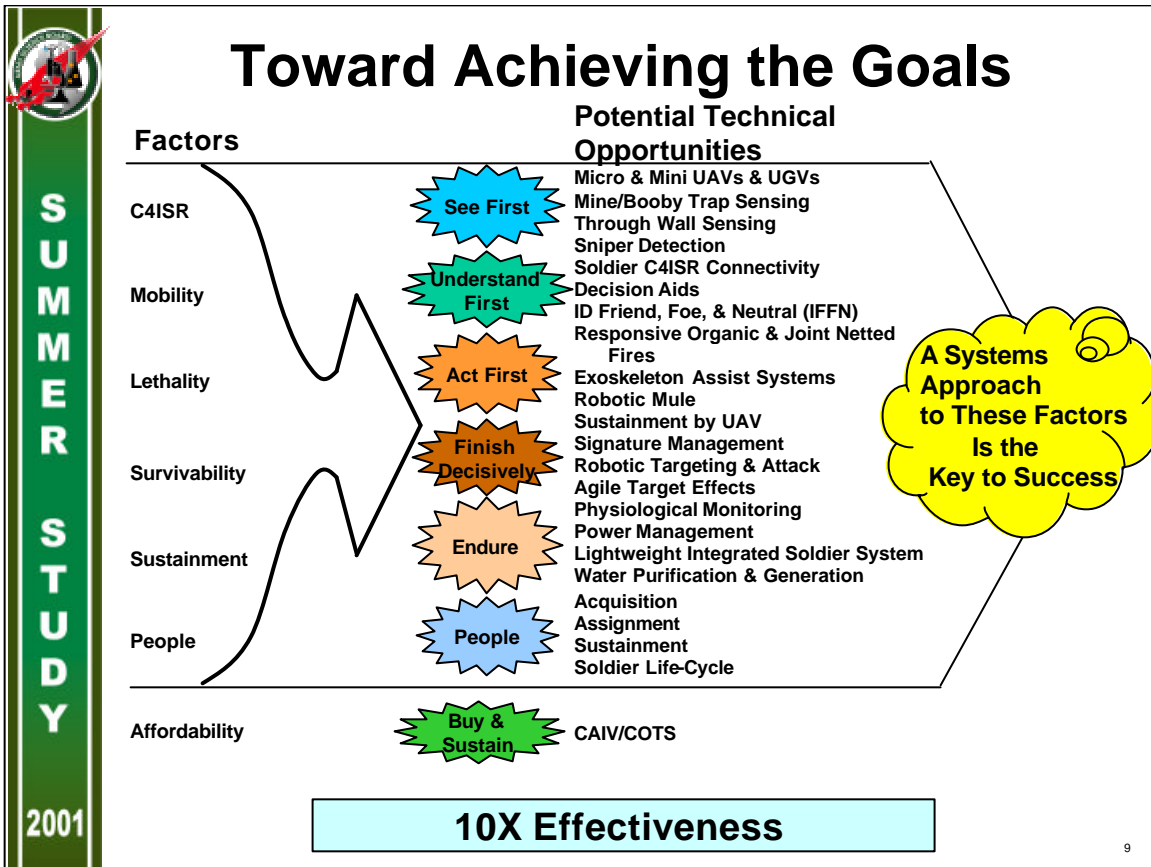 Toward Achieving the Goals
SUMMER STUDY
2001
Factors
C4ISR
Mobility
Lethality
Survivability
Sustainment
People
Affordability
See First
Understand
First
Act First
Finish
Decisively
Endure
People
Buy &
Sustain
Potential Technical
Opportunities
Micro & Mini UAVs & UGVs
Mine/Booby Trap Sensing
Through Wall Sensing
Sniper Detection
Soldier C4ISR Connectivity
Decision Aids
ID Friend, Foe, & Neutral (IFFN)
Responsive Organic & Joint Netted
Fires
Exoskeleton Assist Systems
Robotic Mule
Sustainment by UAV
Signature Management
Robotic Targeting & Attack
Agile Target Effects
Physiological Monitoring
Power Management
Lightweight Integrated Soldier System
Water Purification & Generation
Acquisition
Assignment
Sustainment
Soldier Life-Cycle
CAIV/COTS
A Systems
Approach
to These Factors
Is the
Key to Success
10X Effectiveness
9